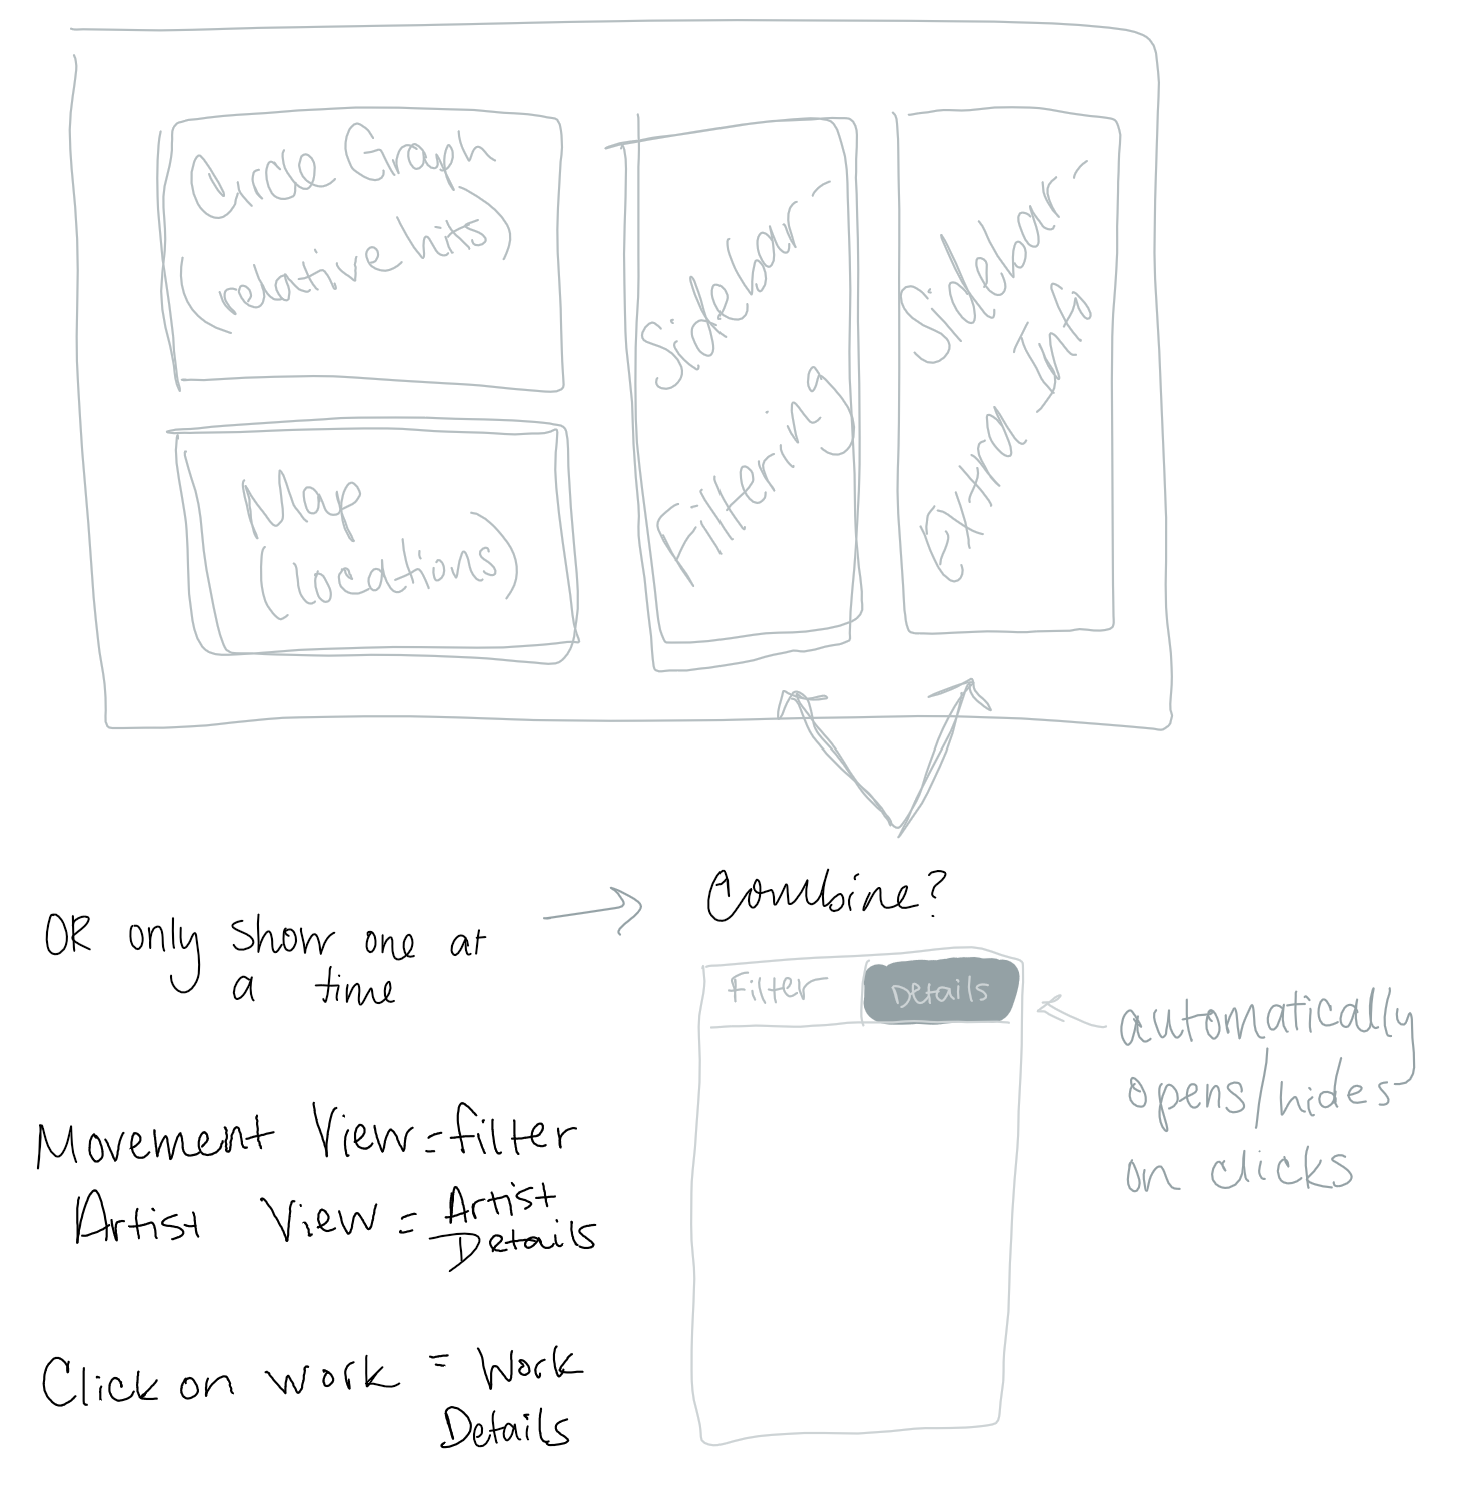 Circle Graph
(relative hits)
Map
(locations)
Sidebar -
Filtering
Sidebar -
Extra Info
Combine?
OR only show one at
a time
Filter
Details
automatically
opens/hides
on clicks
Movement View = filter
Artist View = Artist
Details
Click on work = Work
Details